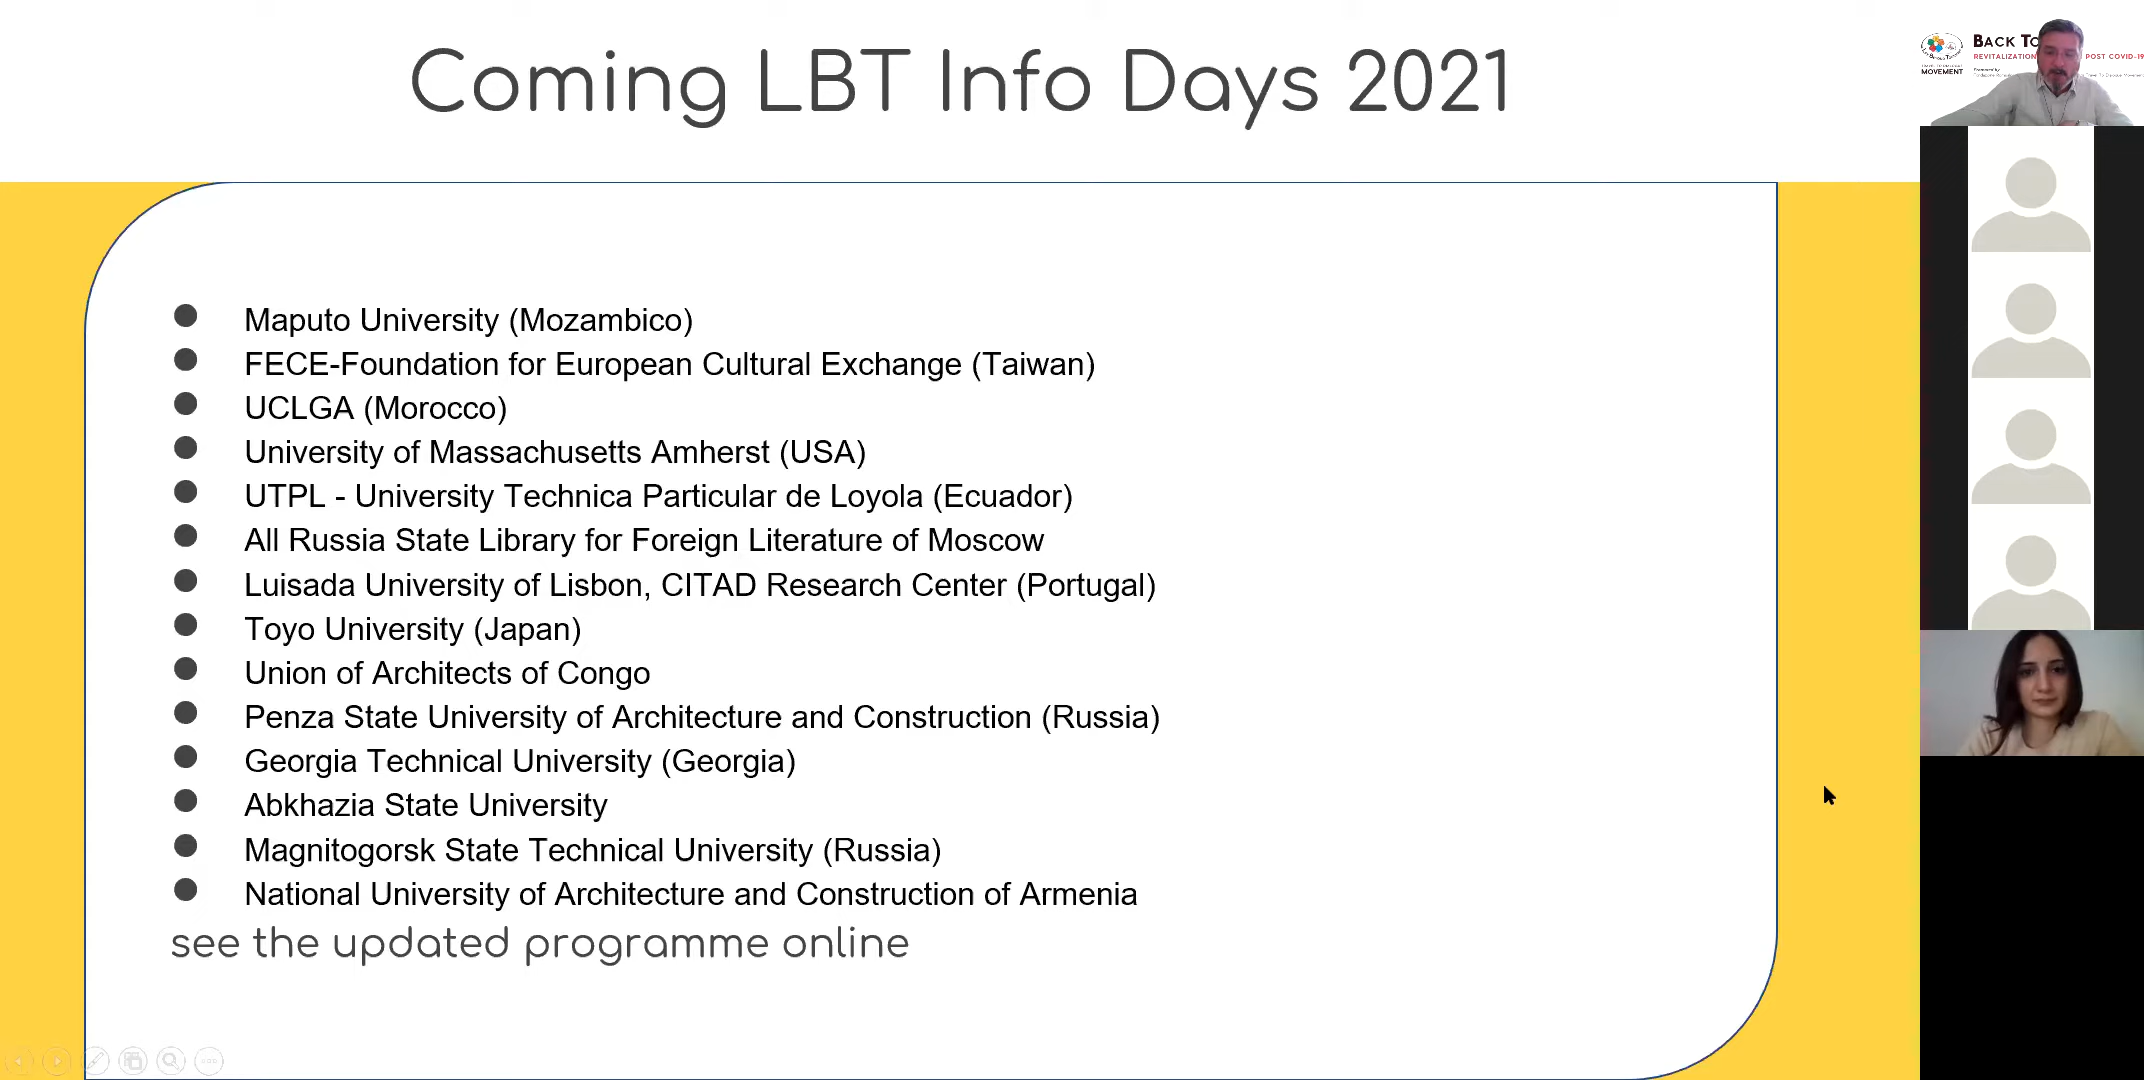 Coming LBT Info Days 2021
BACK TO
REVITALIZATION POST COVID-19
MOVEMENT
● Maputo University (Mozambico)
● FECE-Foundation for European Cultural Exchange (Taiwan)
● UCLGA (Morocco)
● University of Massachusetts Amherst (USA)
● UTPL - University Technica Particular de Loyola (Ecuador)
● All Russia State Library for Foreign Literature of Moscow
● Luisada University of Lisbon, CITAD Research Center (Portugal)
● Toyo University (Japan)
● Union of Architects of Congo
● Penza State University of Architecture and Construction (Russia)
● Georgia Technical University (Georgia)
● Abkhazia State University
● Magnitogorsk State Technical University (Russia)
● National University of Architecture and Construction of Armenia
see the updated programme online